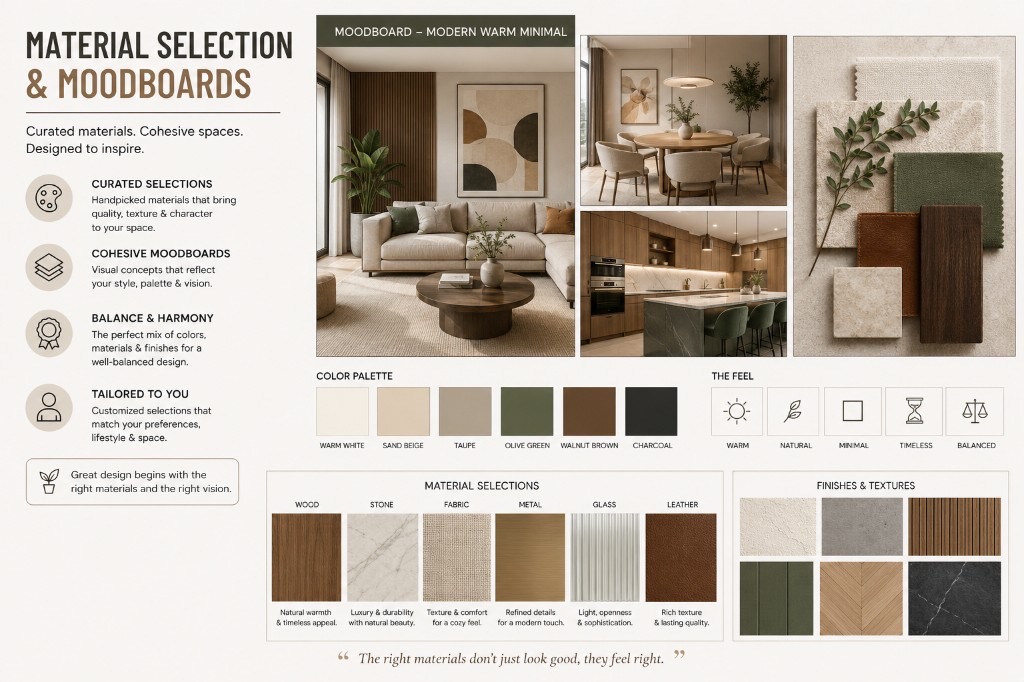 MATERIAL SELECTION
& MOODBOARDS
Curated materials. Cohesive spaces.
Designed to inspire.
CURATED SELECTIONS
Handpicked materials that bring
quality, texture & character
to your space.
COHESIVE MOODBOARDS
Visual concepts that reflect
your style, palette & vision.
BALANCE & HARMONY
The perfect mix of colors,
materials & finishes for a
well-balanced design.
TAILORED TO YOU
Customized selections that
match your preferences,
lifestyle & space.
Great design begins with the
right materials and the right vision.
MOODBOARD – MODERN WARM MINIMAL
COLOR PALETTE
WARM WHITE
SAND BEIGE
TAUPE
OLIVE GREEN
WALNUT BROWN
CHARCOAL
THE FEEL
WARM
NATURAL
MINIMAL
TIMELESS
BALANCED
MATERIAL SELECTIONS
WOOD
Natural warmth
& timeless appeal.
STONE
Luxury & durability
with natural beauty.
FABRIC
Texture & comfort
for a cozy feel.
METAL
Refined details
for a modern touch.
GLASS
Light, openness
& sophistication.
LEATHER
Rich texture
& lasting quality.
FINISHES & TEXTURES
“ The right materials don’t just look good, they feel right. ”